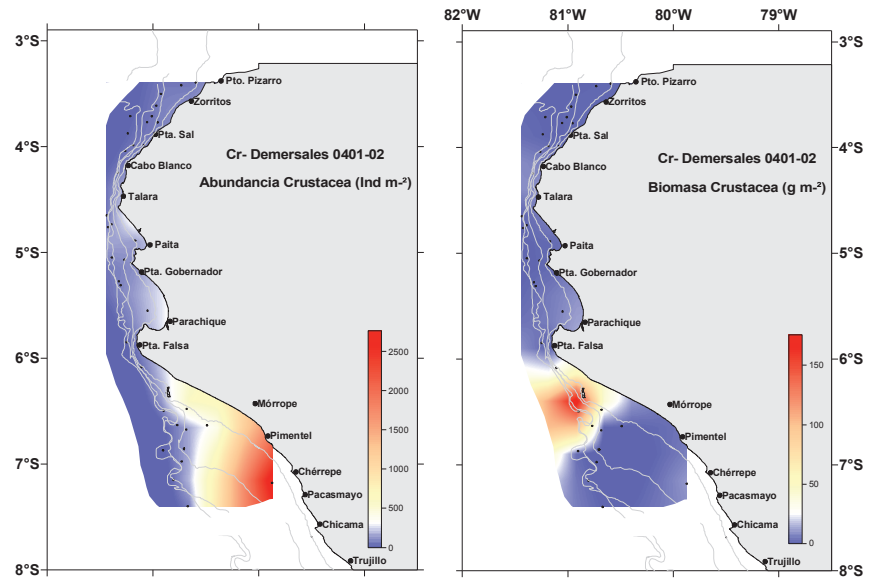 82°W 81°W 80°W 79°W
3°S
Pto. Pizarro
Zorritos
4°S
Pta. Sal
Cabo Blanco
Cr- Demersales 0401-02
Abundancia Crustacea (Ind m-²)
Talara
5°S
Paita
Pta. Gobernador
Parachique
Pta. Falsa
6°S
2500
2000
1500
1000
500
0
Mórrope
Pimentel
7°S
Chérrepe
Pacasmayo
Chicama
Trujillo
8°S
3°S
Pto. Pizarro
Zorritos
4°S
Pta. Sal
Cabo Blanco
Cr- Demersales 0401-02
Biomasa Crustacea (g m-²)
Talara
5°S
Paita
Pta. Gobernador
Parachique
Pta. Falsa
6°S
150
100
50
0
Mórrope
Pimentel
7°S
Chérrepe
Pacasmayo
Chicama
Trujillo
8°S